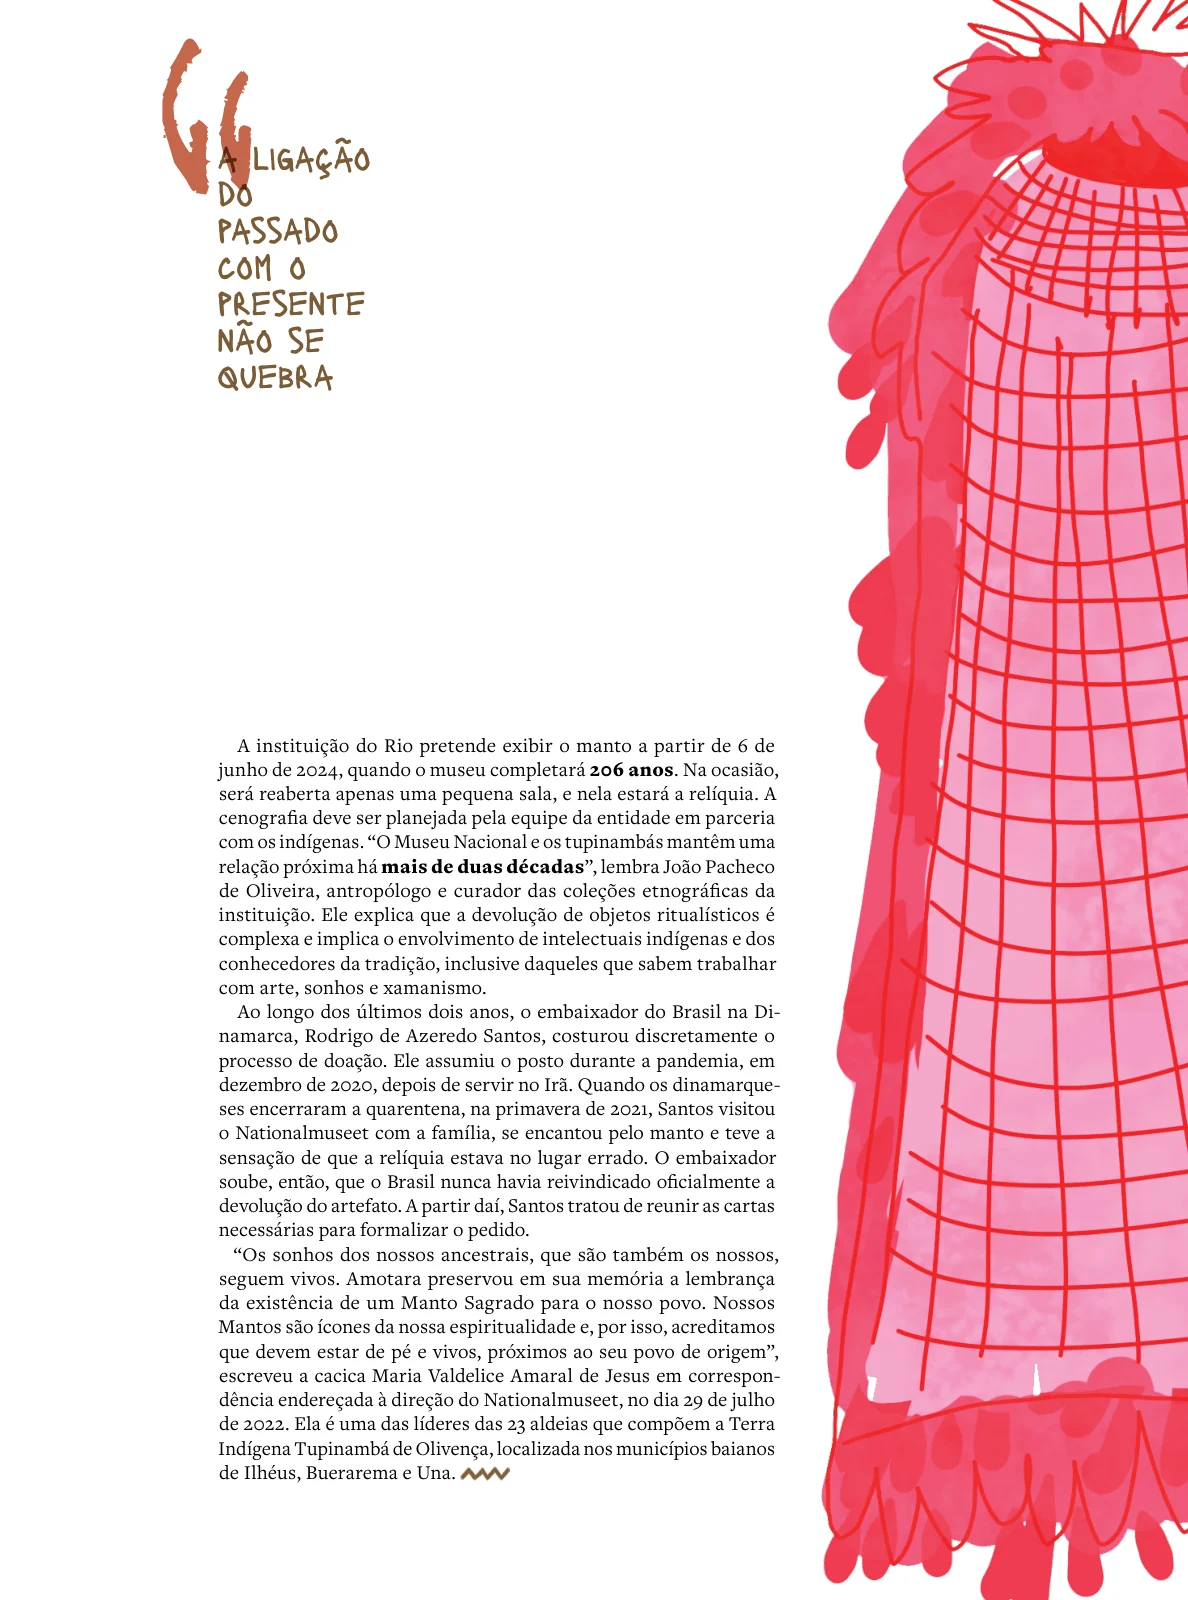 A LIGAÇÃO
DO
PASSADO
COM O
PRESENTE
NÃO SE
QUEBRA
A instituição do Rio pretende exibir o manto a partir de 6 de
junho de 2024, quando o museu completará 206 anos. Na ocasião,
será reaberta apenas uma pequena sala, e nela estará a relíquia. A
cenografia deve ser planejada pela equipe da entidade em parceria
com os indígenas. “O Museu Nacional e os tupinambás mantêm uma
relação próxima há mais de duas décadas”, lembra João Pacheco
de Oliveira, antropólogo e curador das coleções etnográficas da
instituição. Ele explica que a devolução de objetos ritualísticos é
complexa e implica o envolvimento de intelectuais indígenas e dos
conhecedores da tradição, inclusive daqueles que sabem trabalhar
com arte, sonhos e xamanismo.
Ao longo dos últimos dois anos, o embaixador do Brasil na Di-
namarca, Rodrigo de Azeredo Santos, costurou discretamente o
processo de doação. Ele assumiu o posto durante a pandemia, em
dezembro de 2020, depois de servir no Irã. Quando os dinamarque-
ses encerraram a quarentena, na primavera de 2021, Santos visitou
o Nationalmuseet com a família, se encantou pelo manto e teve a
sensação de que a relíquia estava no lugar errado. O embaixador
soube, então, que o Brasil nunca havia reivindicado oficialmente a
devolução do artefato. A partir daí, Santos tratou de reunir as cartas
necessárias para formalizar o pedido.
“Os sonhos dos nossos ancestrais, que são também os nossos,
seguem vivos. Amotara preservou em sua memória a lembrança
da existência de um Manto Sagrado para o nosso povo. Nossos
Mantos são ícones da nossa espiritualidade e, por isso, acreditamos
que devem estar de pé e vivos, próximos ao seu povo de origem”,
escreveu a cacica Maria Valdelice Amaral de Jesus em correspon-
dência endereçada à direção do Nationalmuseet, no dia 29 de julho
de 2022. Ela é uma das líderes das 23 aldeias que compõem a Terra
Indígena Tupinambá de Olivença, localizada nos municípios baianos
de Ilhéus, Buerarema e Una.